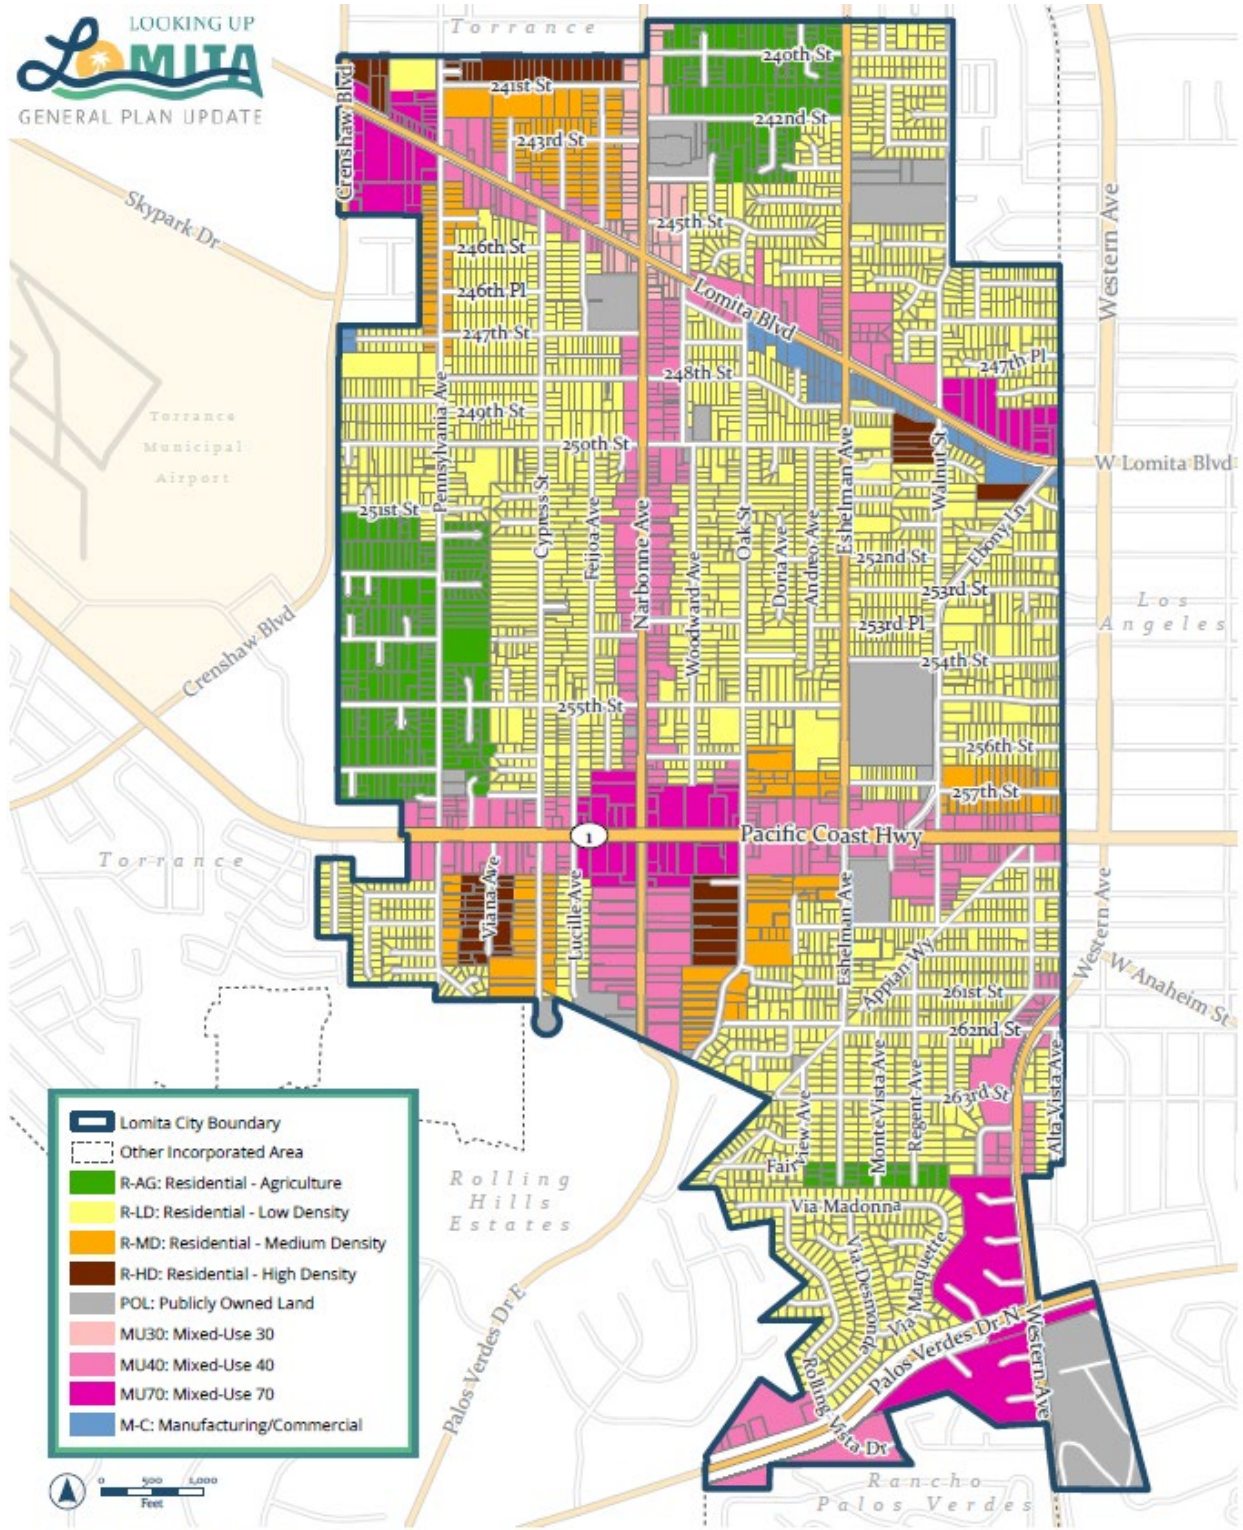 LOOKING UP
LOMITA
GENERAL PLAN UPDATE
Torrance
240th St
241st St
242nd St
243rd St
Crenshaw Blvd
Skypark Dr
245th St
246th St
246th Pl
247th St
Lomita Blvd
Western Ave
247th Pl
248th St
249th St
250th St
251st St
Pennsylvania Ave
Torrance
Municipal
Airport
W Lomita Blvd
Walnut St
Eshelman Ave
Cypress St
Feijoa Ave
Narbonne Ave
Woodward Ave
Oak St
Doria Ave
Andreo Ave
Ebony Ln
252nd St
253rd St
253rd Pl
254th St
Los
Angeles
Crenshaw Blvd
255th St
256th St
257th St
1
Pacific Coast Hwy
Torrance
Viana Ave
Lucille Ave
Eshelman Ave
Appian Wy
Western Ave
W Anaheim St
261st St
262nd St
263rd St
Fairview Ave
Monte Vista Ave
Regent Ave
Alta Vista Ave
Via Madonna
Via Desmonde
Via Marquette
Rolling
Hills
Estates
Palos Verdes Dr E
Palos Verdes Dr N
Western Ave
Rolling Vista Dr
Rancho
Palos Verdes
Lomita City Boundary
Other Incorporated Area
R-AG: Residential - Agriculture
R-LD: Residential - Low Density
R-MD: Residential - Medium Density
R-HD: Residential - High Density
POL: Publicly Owned Land
MU30: Mixed-Use 30
MU40: Mixed-Use 40
MU70: Mixed-Use 70
M-C: Manufacturing/Commercial
0 500 1,000
Feet